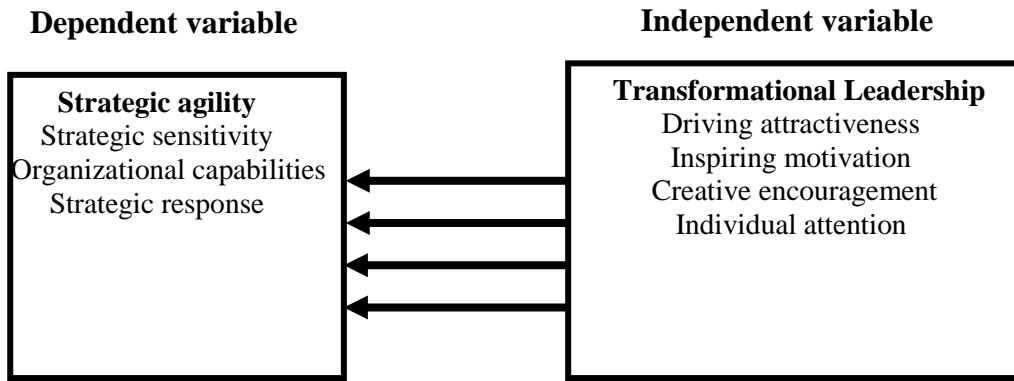 Dependent variable
Independent variable
Strategic agility
Strategic sensitivity
Organizational capabilities
Strategic response
Transformational Leadership
Driving attractiveness
Inspiring motivation
Creative encouragement
Individual attention